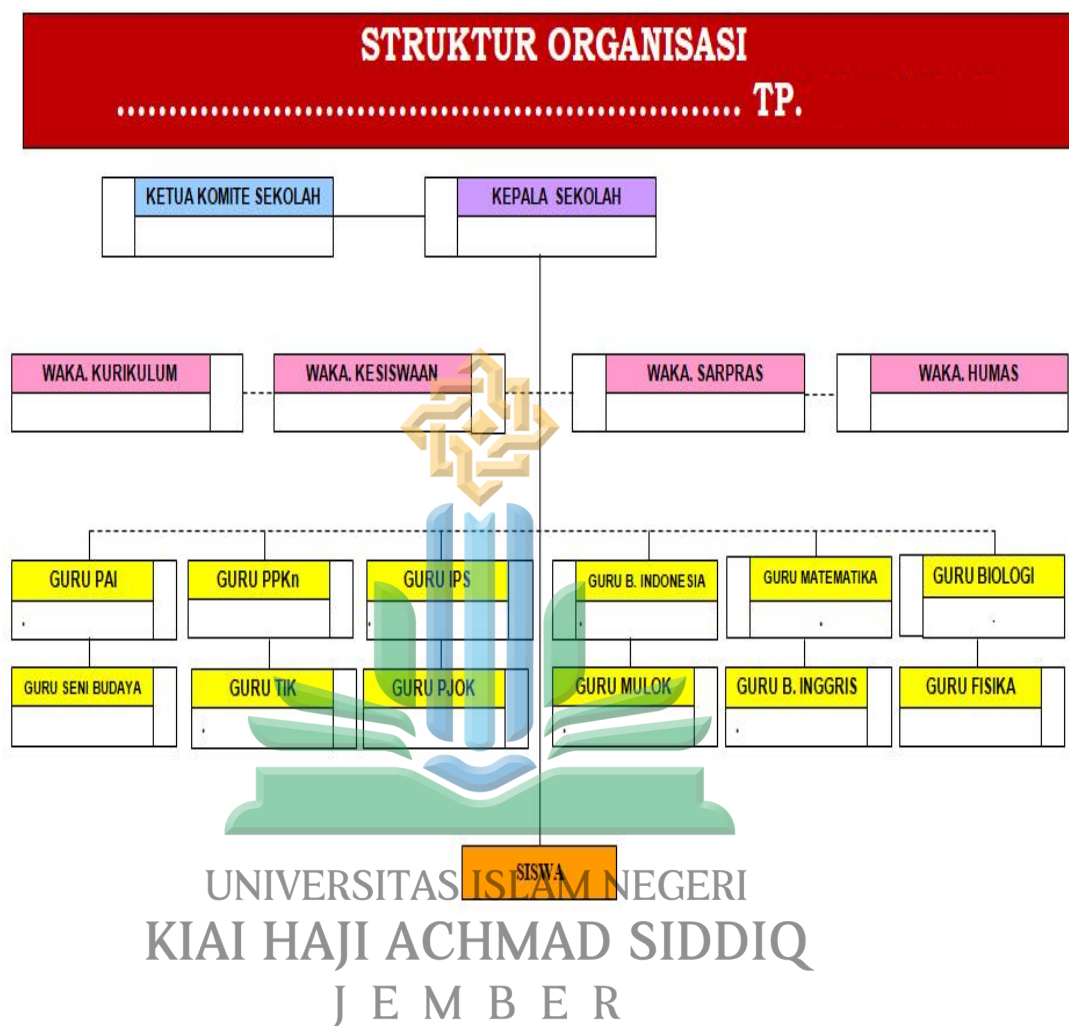 STRUKTUR ORGANISASI
.............................................................. TP.
KETUA KOMITE SEKOLAH
KEPALA SEKOLAH
WAKA. KURIKULUM
WAKA. KESISWAAN
WAKA. SARPRAS
WAKA. HUMAS
GURU PAI
GURU PPKn
GURU IPS
GURU B. INDONESIA
GURU MATEMATIKA
GURU BIOLOGI
GURU SENI BUDAYA
GURU TIK
GURU PJOK
GURU MULOK
GURU B. INGGRIS
GURU FISIKA
SISWA
UNIVERSITAS ISLAM NEGERI
KIAI HAJI ACHMAD SIDDIQ
J E M B E R